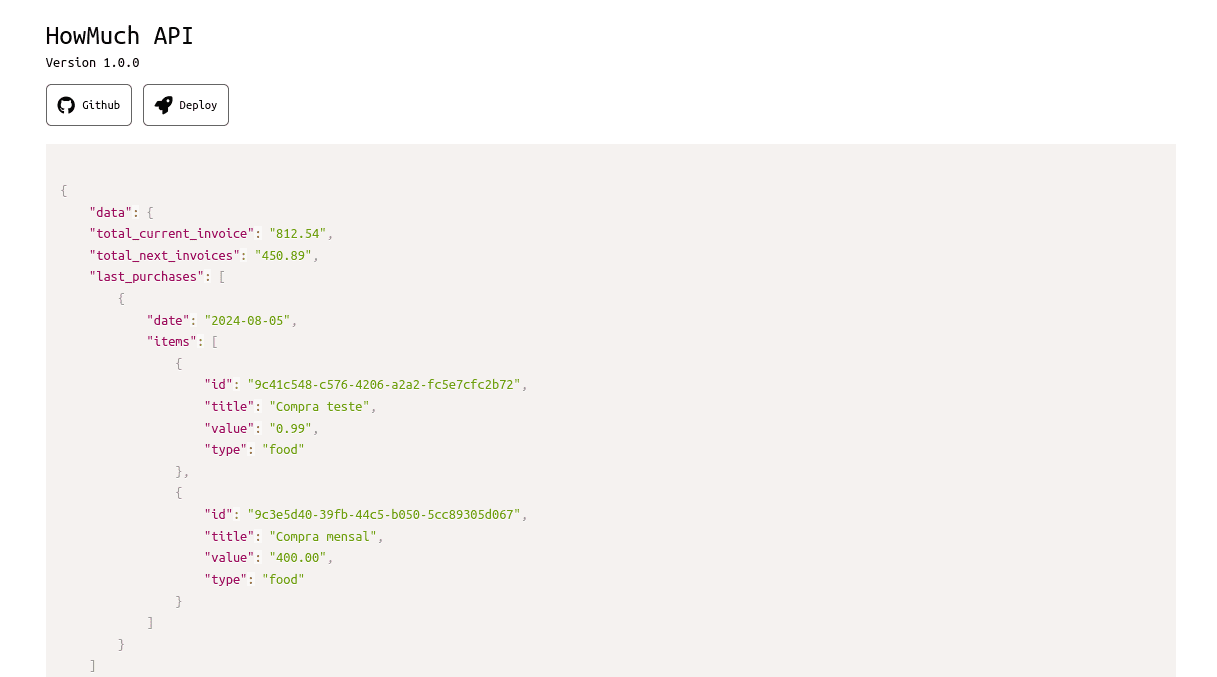 HowMuch API
Version 1.0.0
Github Deploy
{
    "data": {
    "total_current_invoice": "812.54",
    "total_next_invoices": "450.89",
    "last_purchases": [
        {
            "date": "2024-08-05",
            "items": [
                {
                    "id": "9c41c548-c576-4206-a2a2-fc5e7cfc2b72",
                    "title": "Compra teste",
                    "value": "0.99",
                    "type": "food"
                },
                {
                    "id": "9c3e5d40-39fb-44c5-b050-5cc89305d067",
                    "title": "Compra mensal",
                    "value": "400.00",
                    "type": "food"
                }
            ]
        }
    ]